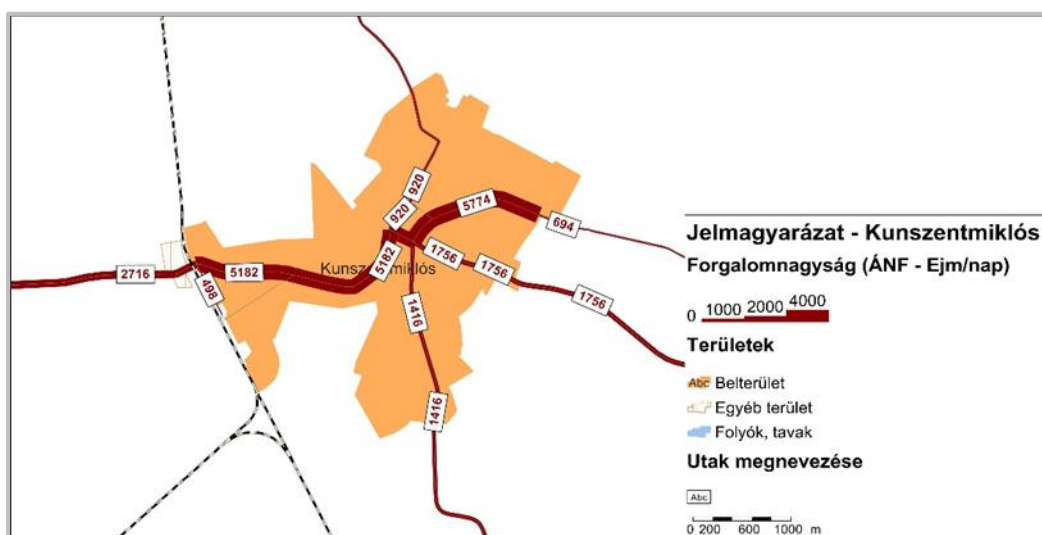 920
920
5774
694
Kunszentmiklós
5182
1756
1756
2716
5182
498
1756
1416
1416
Jelmagyarázat - Kunszentmiklós
Forgalomnagyság (ÁNF - Ejm/nap)
0 1000 2000 4000
Területek
Abc Belterület
Egyéb terület
Folyók, tavak
Utak megnevezése
Abc
0 200 600 1000 m